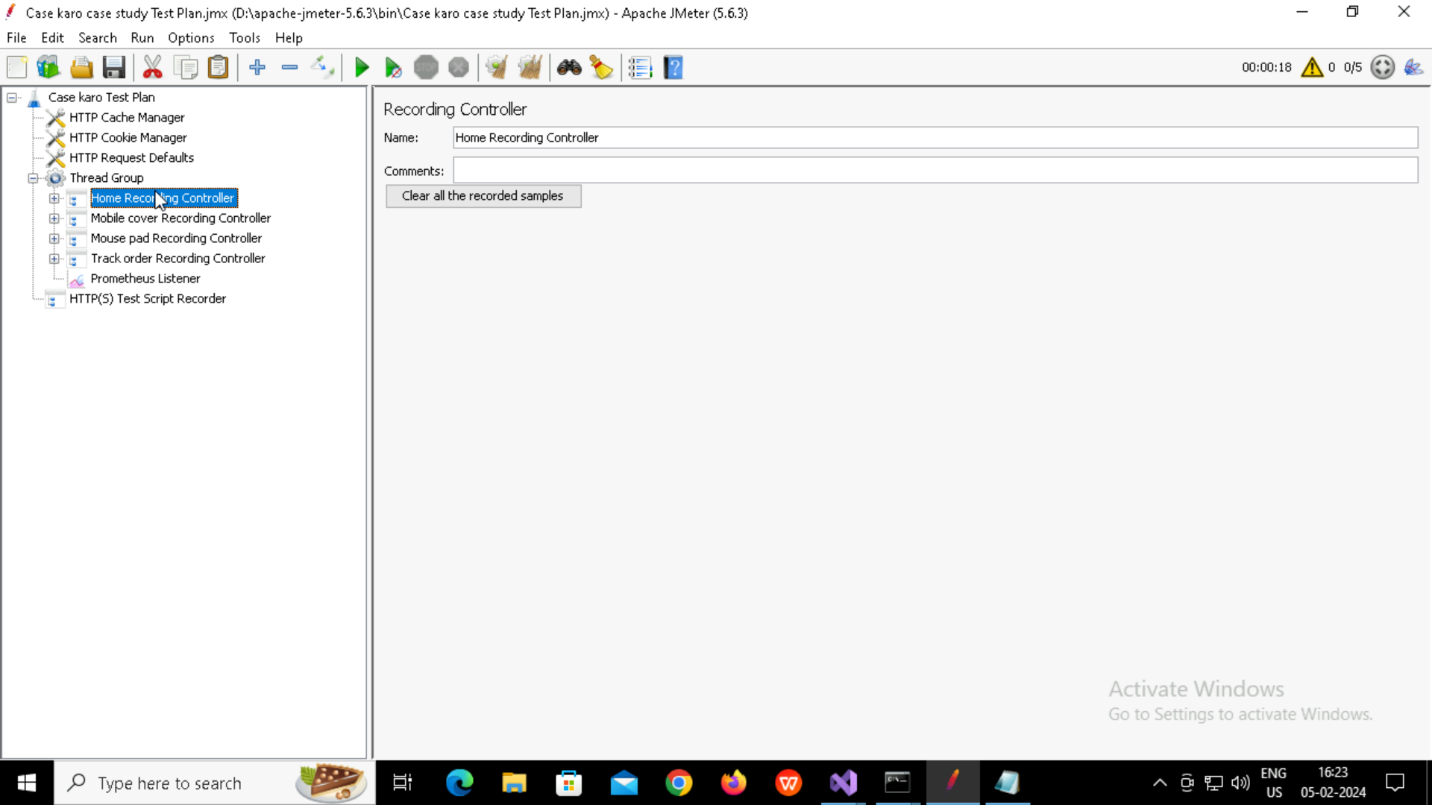 Case karo case study Test Plan.jmx (D:\apache-jmeter-5.6.3\bin\Case karo case study Test Plan.jmx) - Apache JMeter (5.6.3)
File Edit Search Run Options Tools Help
00:00:18 0 0/5
Case karo Test Plan
HTTP Cache Manager
HTTP Cookie Manager
HTTP Request Defaults
Thread Group
Home Recording Controller
Mobile cover Recording Controller
Mouse pad Recording Controller
Track order Recording Controller
Prometheus Listener
HTTP(S) Test Script Recorder
Recording Controller
Name: Home Recording Controller
Comments:
Clear all the recorded samples
Activate Windows
Go to Settings to activate Windows.
Type here to search
ENG
US
16:23
05-02-2024